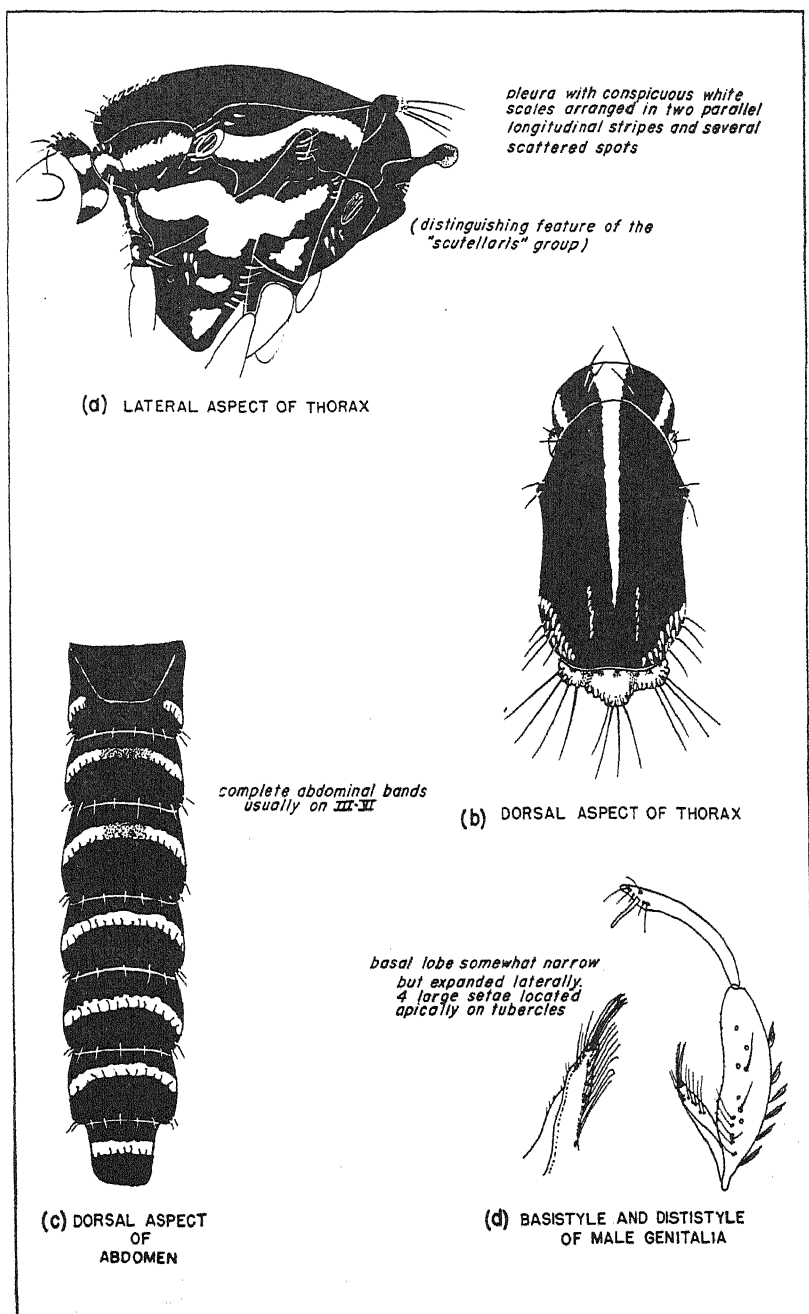 pleura with conspicuous white
scales arranged in two parallel
longitudinal stripes and several
scattered spots
(distinguishing feature of the
"scutellaris" group)
(a) LATERAL ASPECT OF THORAX
complete abdominal bands
usually on III-VI
(b) DORSAL ASPECT OF THORAX
basal lobe somewhat narrow
but expanded laterally.
4 large setae located
apically on tubercles
(c) DORSAL ASPECT
OF
ABDOMEN
(d) BASISTYLE AND DISTISTYLE
OF MALE GENITALIA